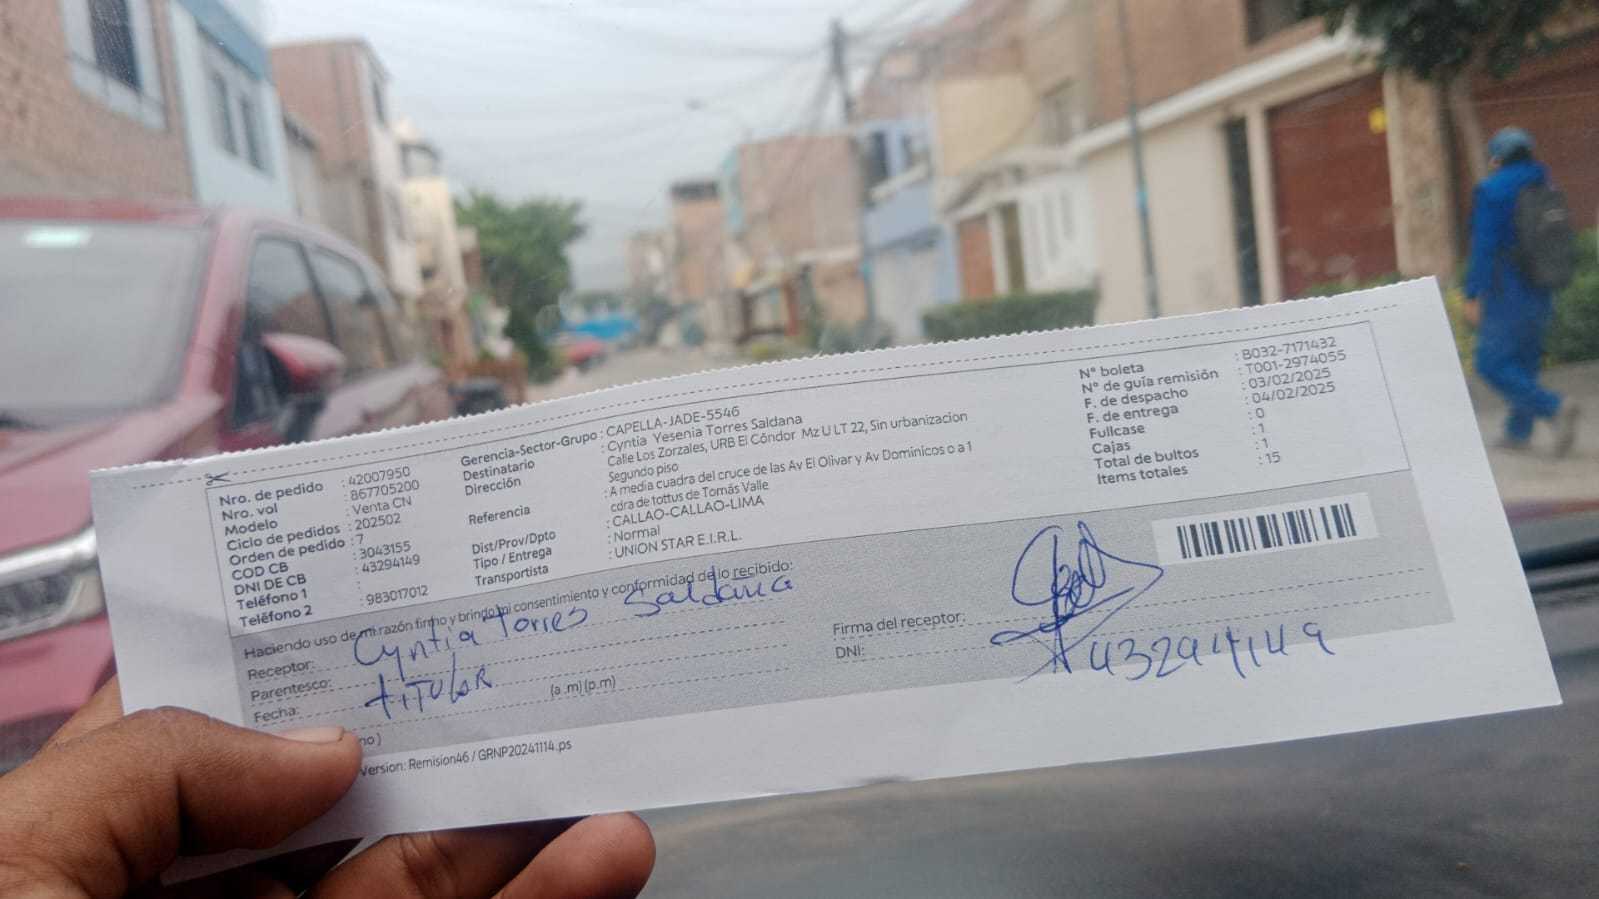 Nro. de pedido : 42007950
Nro. vol : 867705200
Modelo : Venta CN
Ciclo de pedidos : 202502
Orden de pedido : 7
COD CB : 3043155
DNI DE CB : 43294149
Teléfono 1 :
Teléfono 2 : 983017012
Gerencia-Sector-Grupo : CAPELLA-JADE-5546
Destinatario : Cyntia Yesenia Torres Saldana
Dirección : Calle Los Zorzales, URB El Cóndor Mz U LT 22, Sin urbanizacion
Segundo piso
Referencia : A media cuadra del cruce de las Av El Olivar y Av Dominicos o a 1
cdra de tottus de Tomás Valle
Dist/Prov/Dpto : CALLAO-CALLAO-LIMA
Tipo / Entrega : Normal
Transportista : UNION STAR E.I.R.L.
N° boleta : B032-7171432
N° de guía remisión : T001-2974055
F. de despacho : 03/02/2025
F. de entrega : 04/02/2025
Fullcase : 0
Cajas : 1
Total de bultos : 1
Items totales : 15
Haciendo uso de mi razón firmo y brindo mi consentimiento y conformidad de lo recibido:
Receptor: Cyntia Torres Saldana
Parentesco: TITULAR
Fecha: (a .m) (p.m)
no )
Firma del receptor:
DNI: 43294149
Version: Remision46 / GRNP20241114.ps